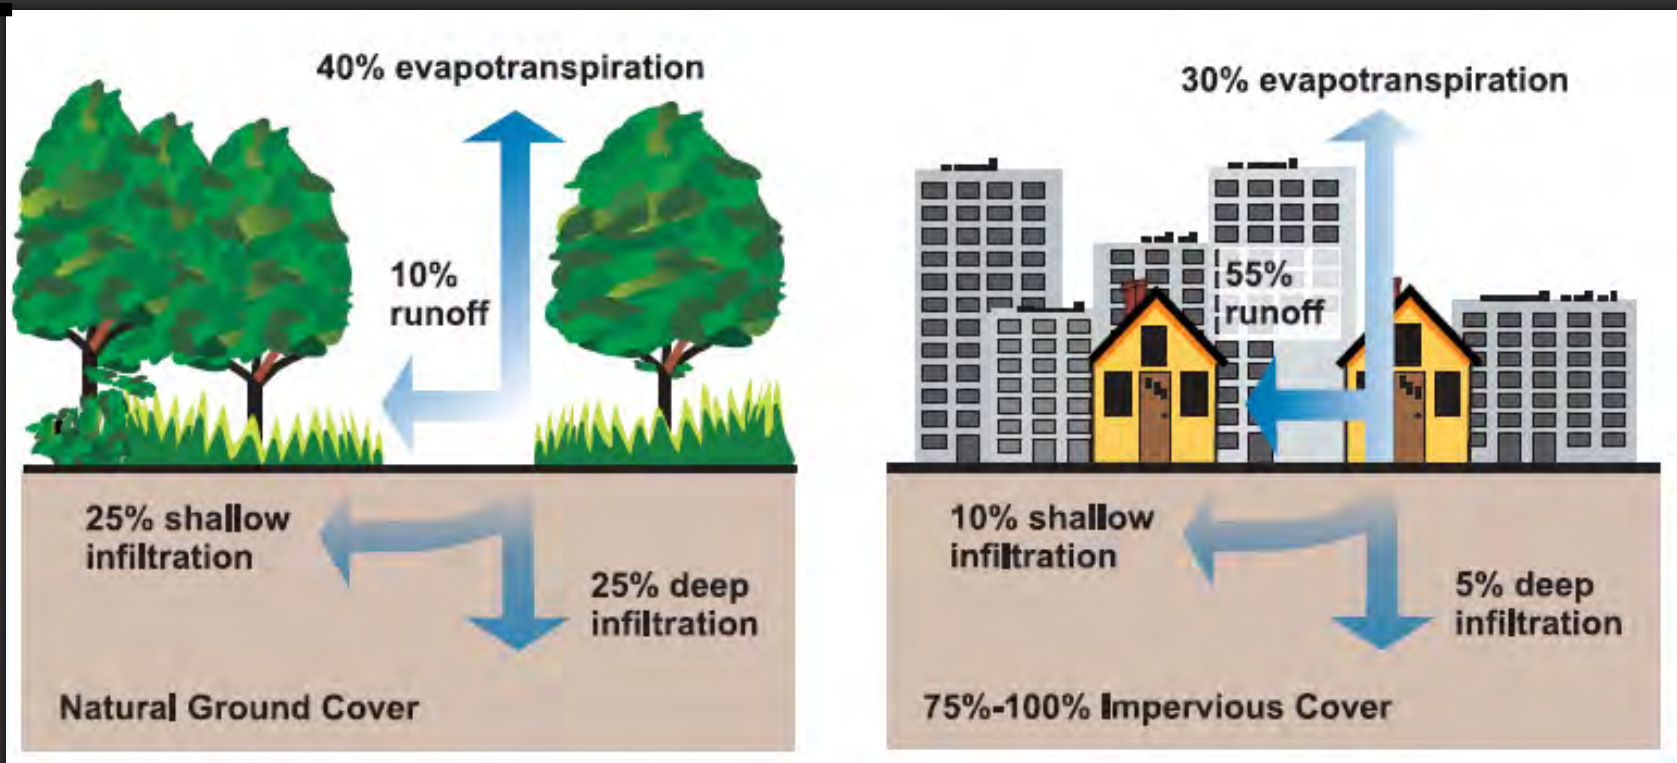 40% evapotranspiration
10%
runoff
25% shallow
infiltration
25% deep
infiltration
Natural Ground Cover
30% evapotranspiration
55%
runoff
10% shallow
infiltration
5% deep
infiltration
75%-100% Impervious Cover